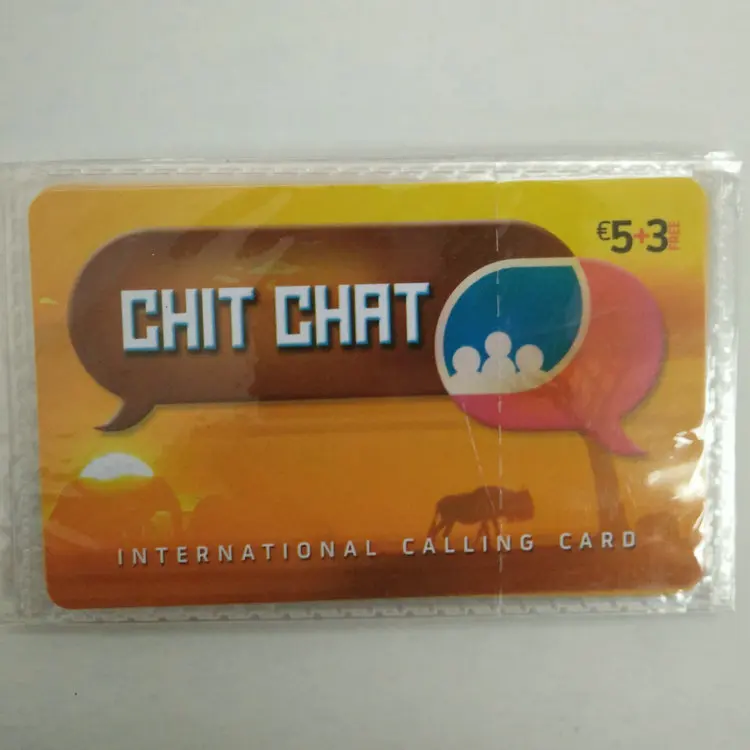 €5+3 FREE
CHIT CHAT
INTERNATIONAL CALLING CARD